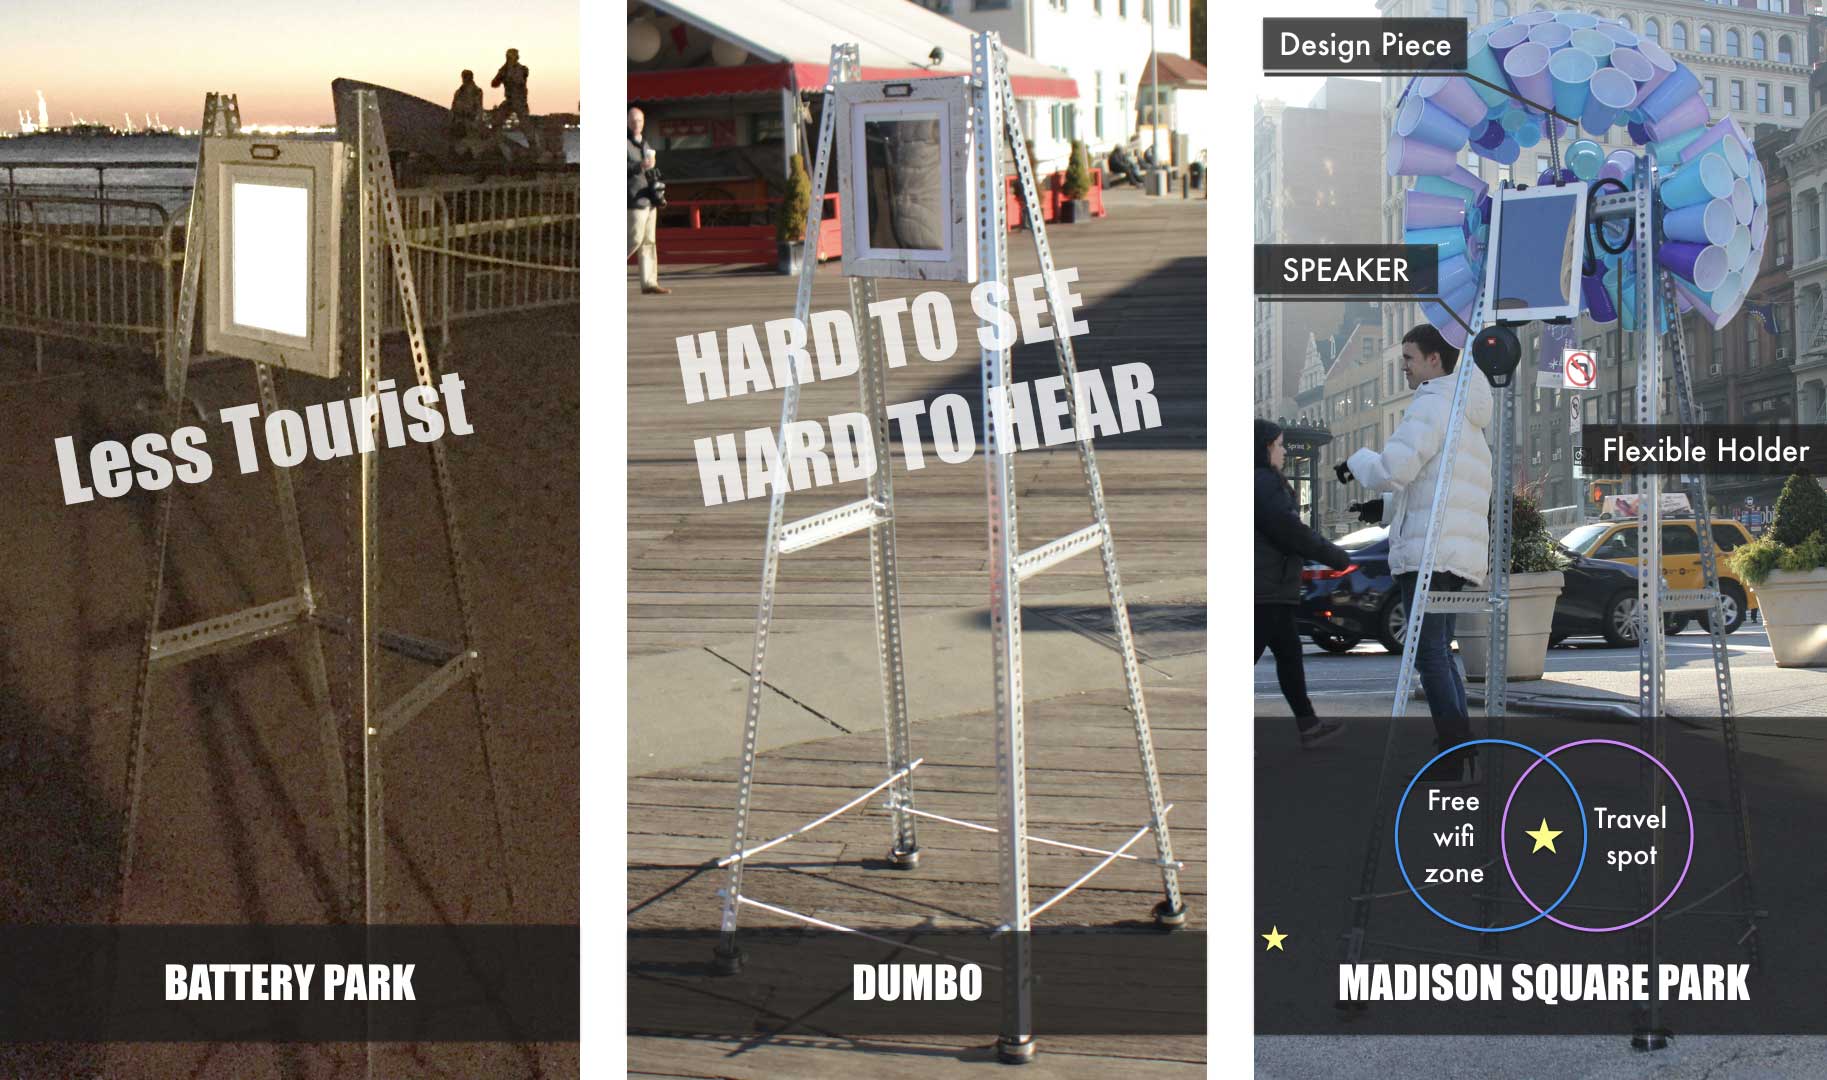 Less Tourist
BATTERY PARK
HARD TO SEE
HARD TO HEAR
DUMBO
Design Piece
SPEAKER
Flexible Holder
Sprint
Free
wifi
zone
Travel
spot
MADISON SQUARE PARK